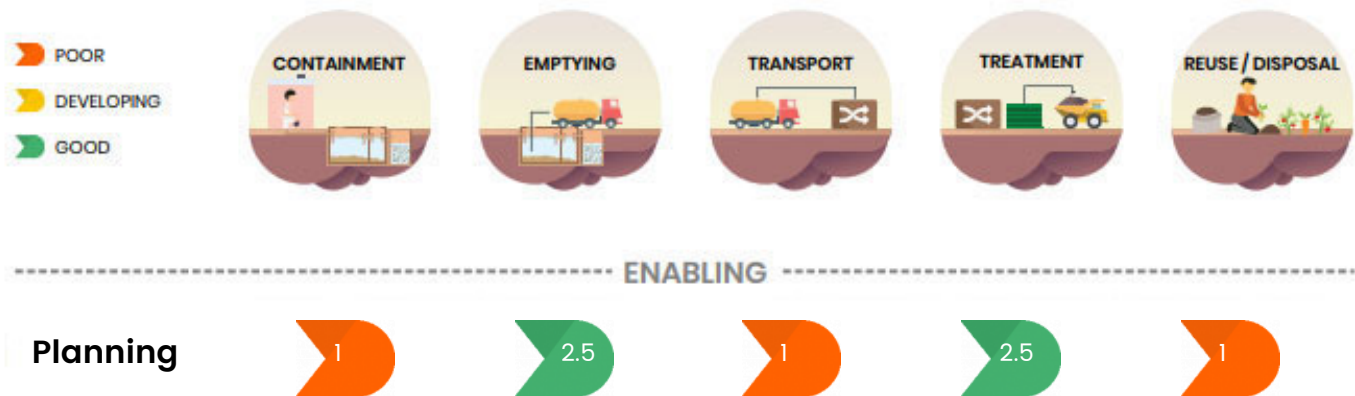 POOR
DEVELOPING
GOOD
CONTAINMENT
EMPTYING
TRANSPORT
TREATMENT
REUSE / DISPOSAL
ENABLING
Planning 1 2.5 1 2.5 1